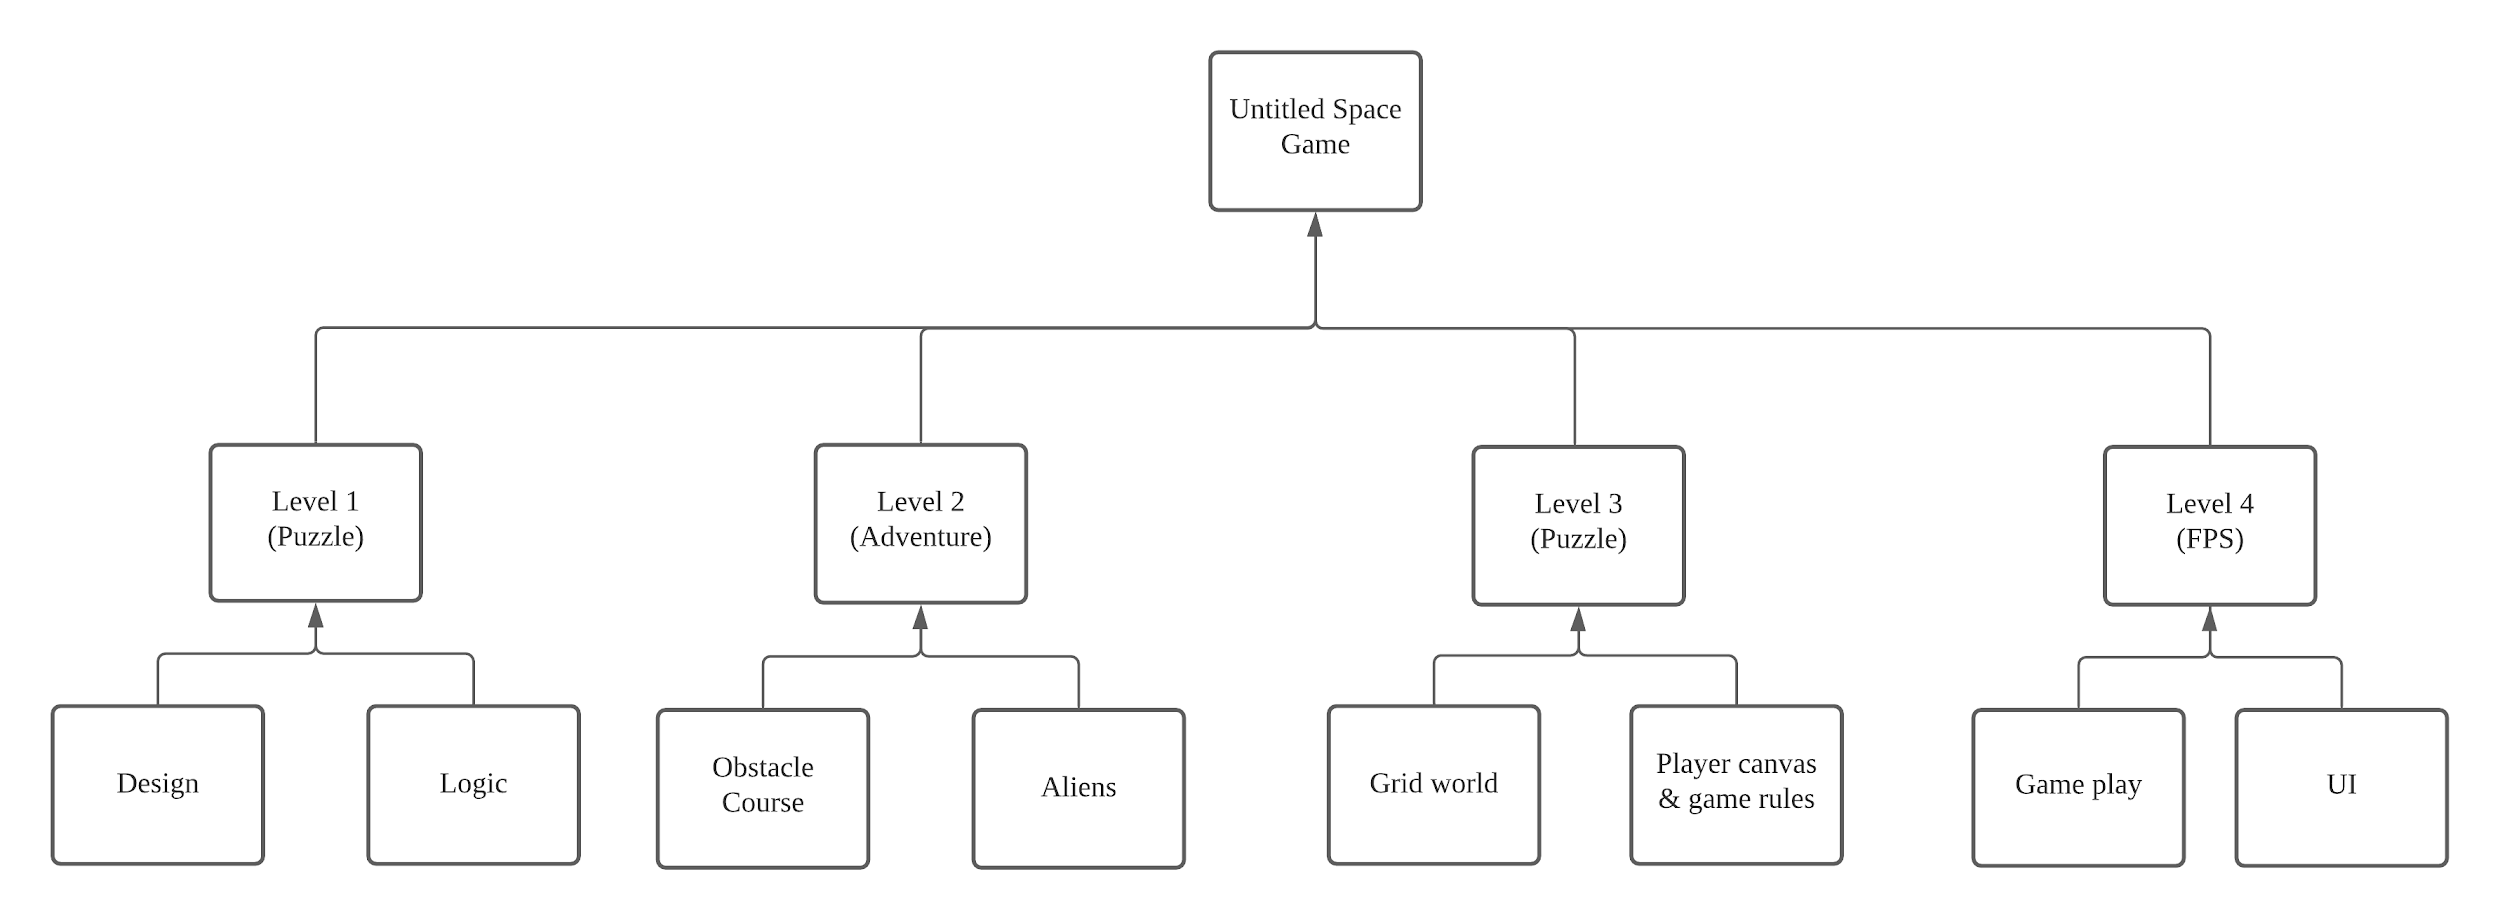 Untitled Space
Game
Level 1
(Puzzle)
Level 2
(Adventure)
Level 3
(Puzzle)
Level 4
(FPS)
Design
Logic
Obstacle
Course
Aliens
Grid world
Player canvas
& game rules
Game play
UI